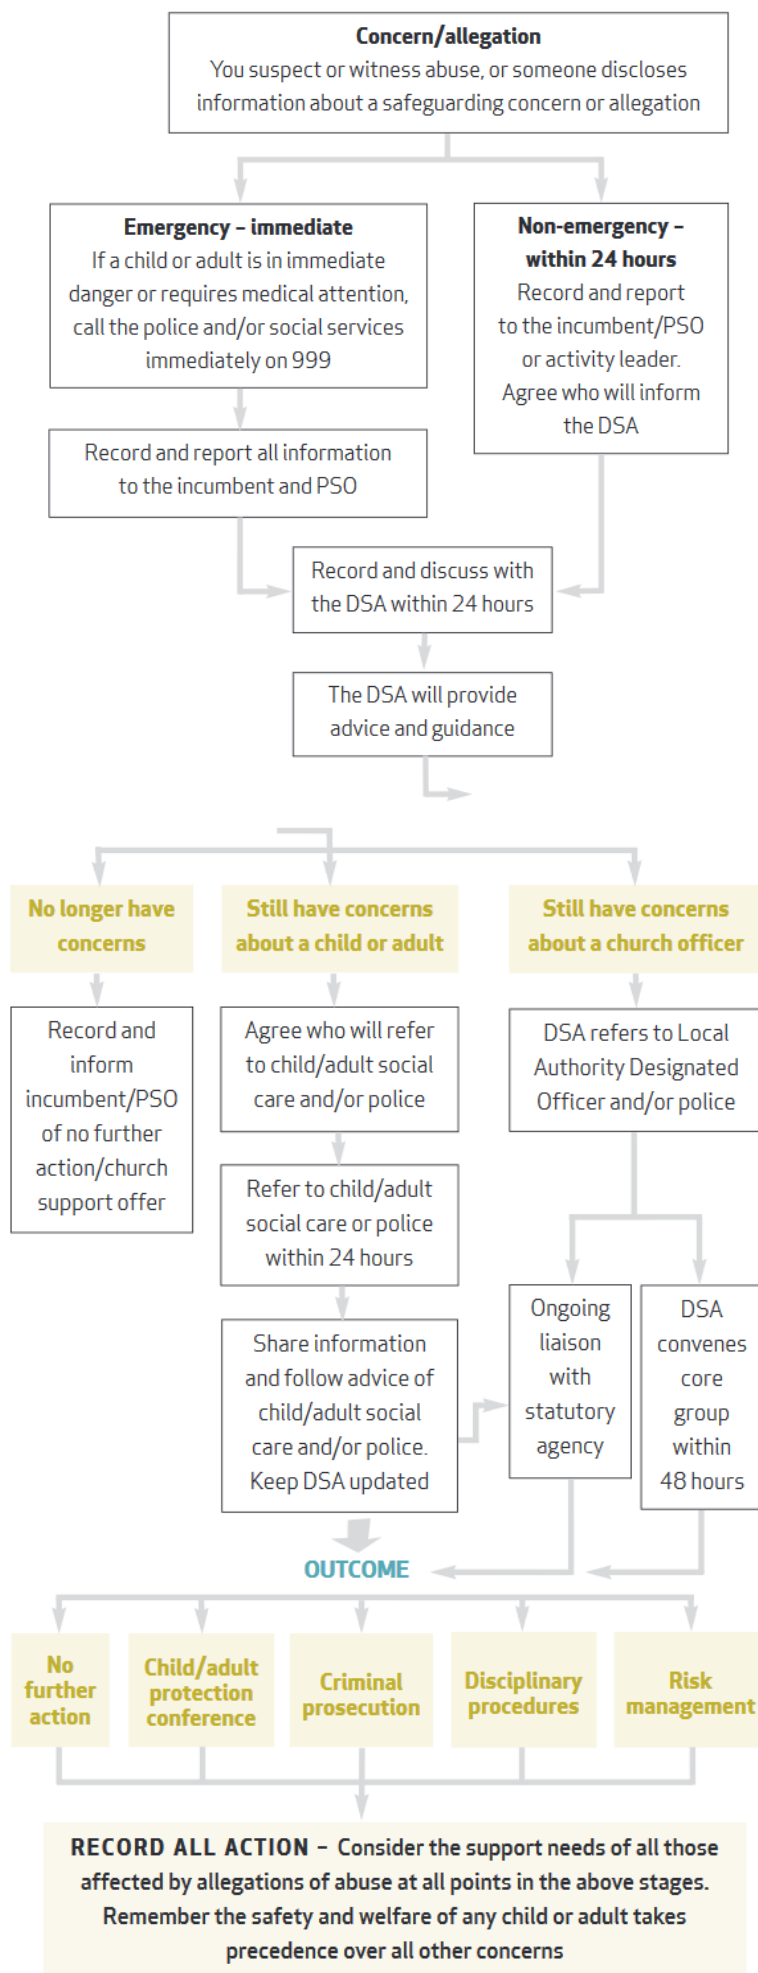 Concern/allegation
You suspect or witness abuse, or someone discloses
information about a safeguarding concern or allegation
Emergency – immediate
If a child or adult is in immediate
danger or requires medical attention,
call the police and/or social services
immediately on 999
Non-emergency –
within 24 hours
Record and report
to the incumbent/PSO
or activity leader.
Agree who will inform
the DSA
Record and report all information
to the incumbent and PSO
Record and discuss with
the DSA within 24 hours
The DSA will provide
advice and guidance
No longer have
concerns
Still have concerns
about a child or adult
Still have concerns
about a church officer
Record and
inform
incumbent/PSO
of no further
action/church
support offer
Agree who will refer
to child/adult social
care and/or police
DSA refers to Local
Authority Designated
Officer and/or police
Refer to child/adult
social care or police
within 24 hours
Share information
and follow advice of
child/adult social
care and/or police.
Keep DSA updated
Ongoing
liaison
with
statutory
agency
DSA
convenes
core
group
within
48 hours
OUTCOME
No
further
action
Child/adult
protection
conference
Criminal
prosecution
Disciplinary
procedures
Risk
management
RECORD ALL ACTION – Consider the support needs of all those
affected by allegations of abuse at all points in the above stages.
Remember the safety and welfare of any child or adult takes
precedence over all other concerns